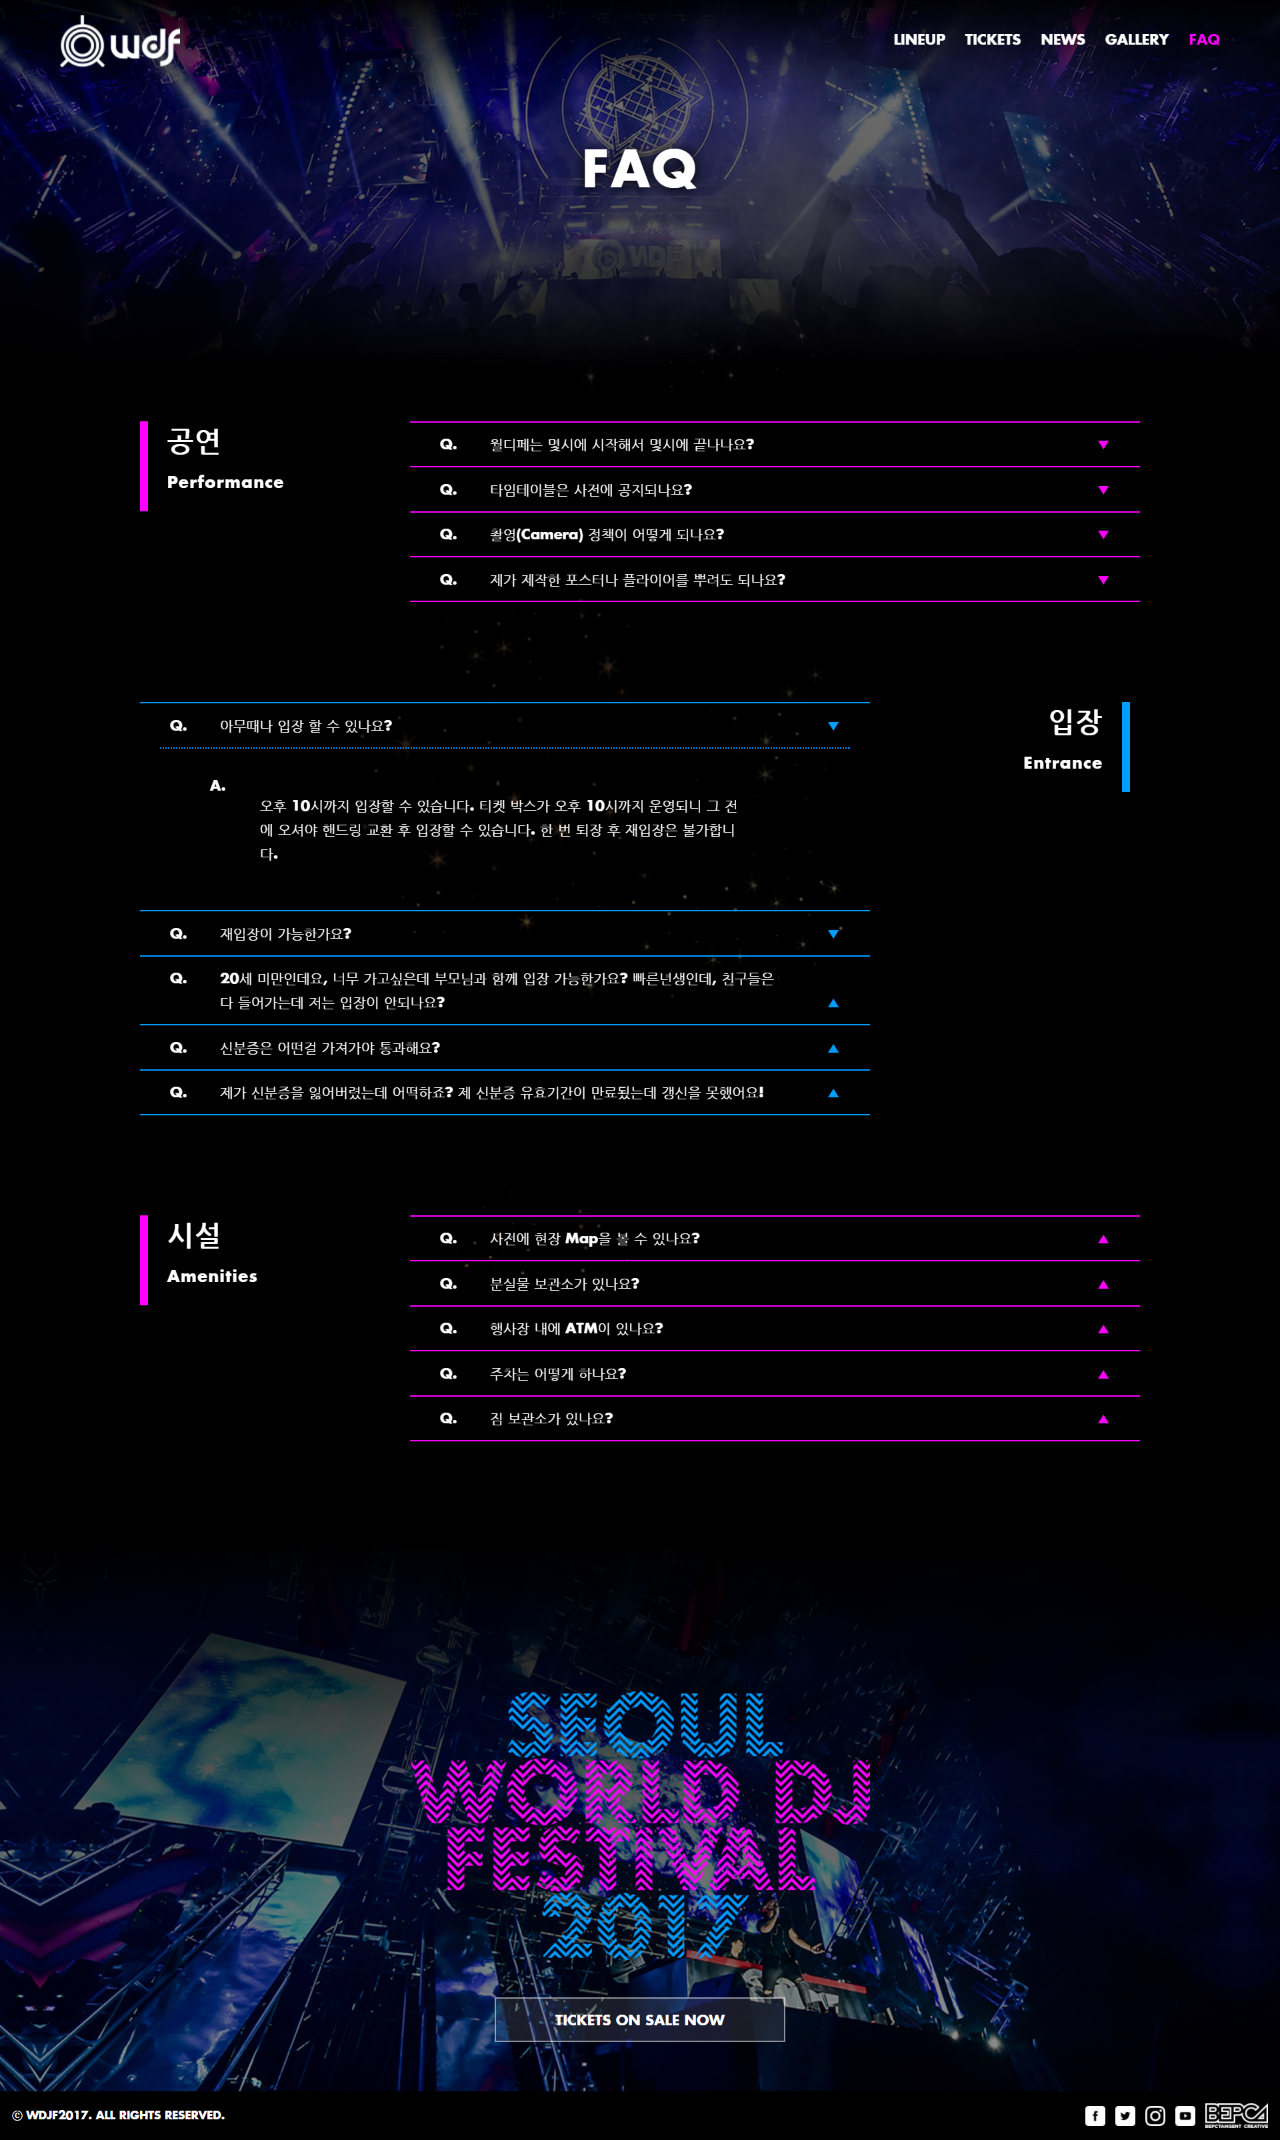 wdf
LINEUP TICKETS NEWS GALLERY FAQ
FAQ
WDF
공연
Performance
Q. 월디페는 몇시에 시작해서 몇시에 끝나나요? ▼
Q. 타임테이블은 사전에 공지되나요? ▼
Q. 촬영(Camera) 정책이 어떻게 되나요? ▼
Q. 제가 제작한 포스터나 플라이어를 뿌려도 되나요? ▼
입장
Entrance
Q. 아무때나 입장 할 수 있나요? ▼
A.
오후 10시까지 입장할 수 있습니다. 티켓 박스가 오후 10시까지 운영되니 그 전
에 오셔야 핸드링 교환 후 입장할 수 있습니다. 한 번 퇴장 후 재입장은 불가합니
다.
Q. 재입장이 가능한가요? ▼
Q. 20세 미만인데요, 너무 가고싶은데 부모님과 함께 입장 가능한가요? 빠른년생인데, 친구들은
다 들어가는데 저는 입장이 안되나요? ▲
Q. 신분증은 어떤걸 가져가야 통과해요? ▲
Q. 제가 신분증을 잃어버렸는데 어떡하죠? 제 신분증 유효기간이 만료됬는데 갱신을 못했어요! ▲
시설
Amenities
Q. 사전에 현장 Map을 볼 수 있나요? ▲
Q. 분실물 보관소가 있나요? ▲
Q. 행사장 내에 ATM이 있나요? ▲
Q. 주차는 어떻게 하나요? ▲
Q. 짐 보관소가 있나요? ▲
SEOUL
WORLD DJ
FESTIVAL
2017
TICKETS ON SALE NOW
© WDJF2017. ALL RIGHTS RESERVED.
BEPCA
BEPCTANGENT CREATIVE